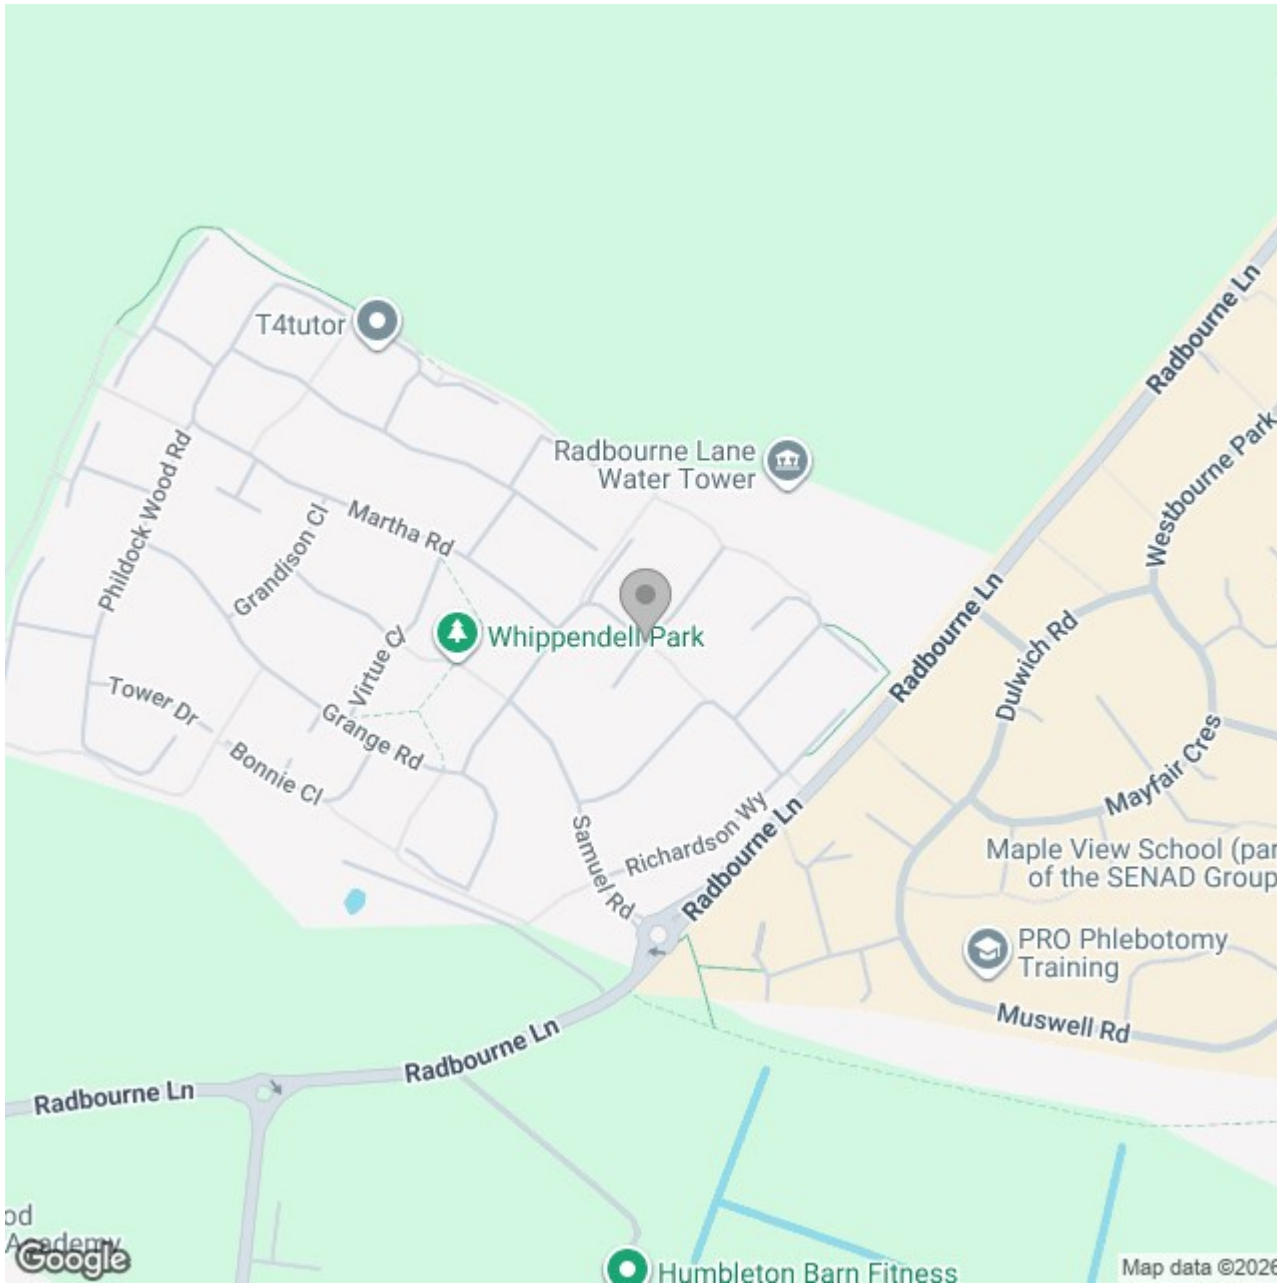 Radbourne Ln
T4tutor
Westbourne Park
Radbourne Lane
Water Tower
Phildock Wood Rd
Martha Rd
Grandison Cl
Radbourne Ln
Dulwich Rd
Whippendell Park
Virtue Cl
Tower Dr
Grange Rd
Bonnie Cl
Mayfair Cres
Samuel Rd
Richardson Wy
Radbourne Ln
Maple View School (par
of the SENAD Group
PRO Phlebotomy
Training
Muswell Rd
Radbourne Ln
Radbourne Ln
od
Academy
Google
Humbleton Barn Fitness
Map data ©2026